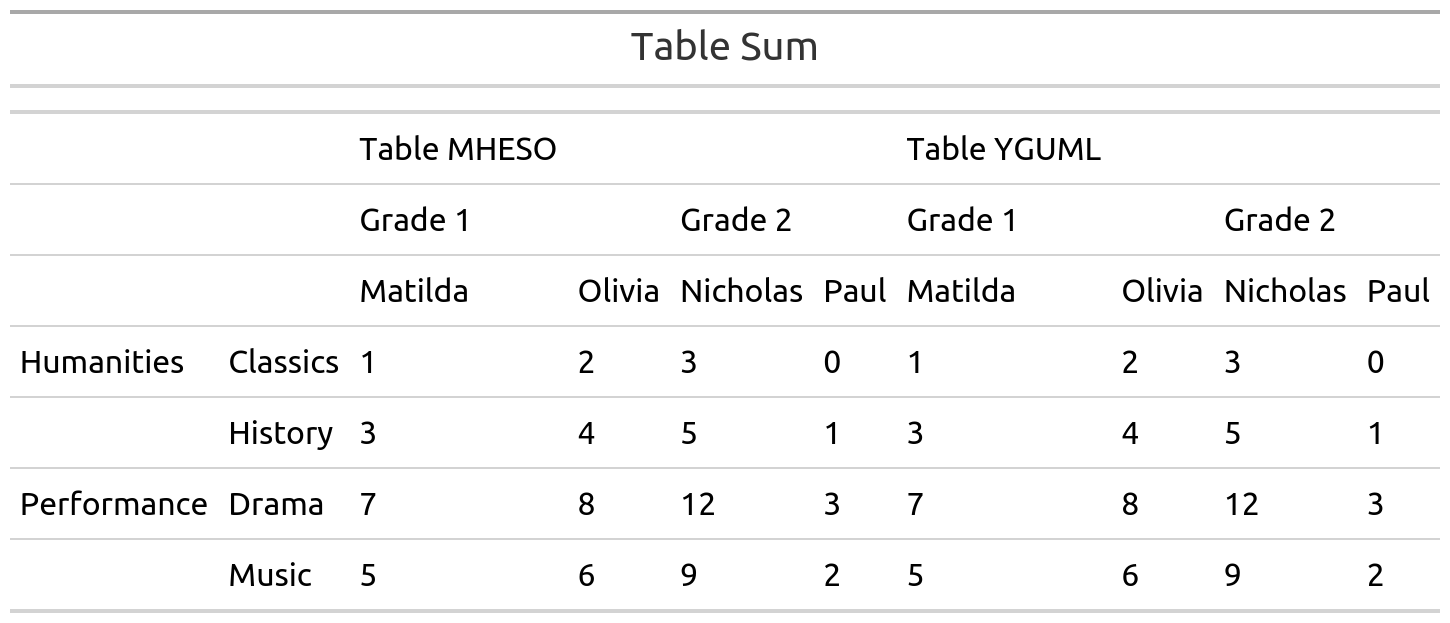 Table Sum
Table MHESO Table YGUML
Grade 1 Grade 2 Grade 1 Grade 2
Matilda Olivia Nicholas Paul Matilda Olivia Nicholas Paul
Humanities Classics 1 2 3 0 1 2 3 0
History 3 4 5 1 3 4 5 1
Performance Drama 7 8 12 3 7 8 12 3
Music 5 6 9 2 5 6 9 2